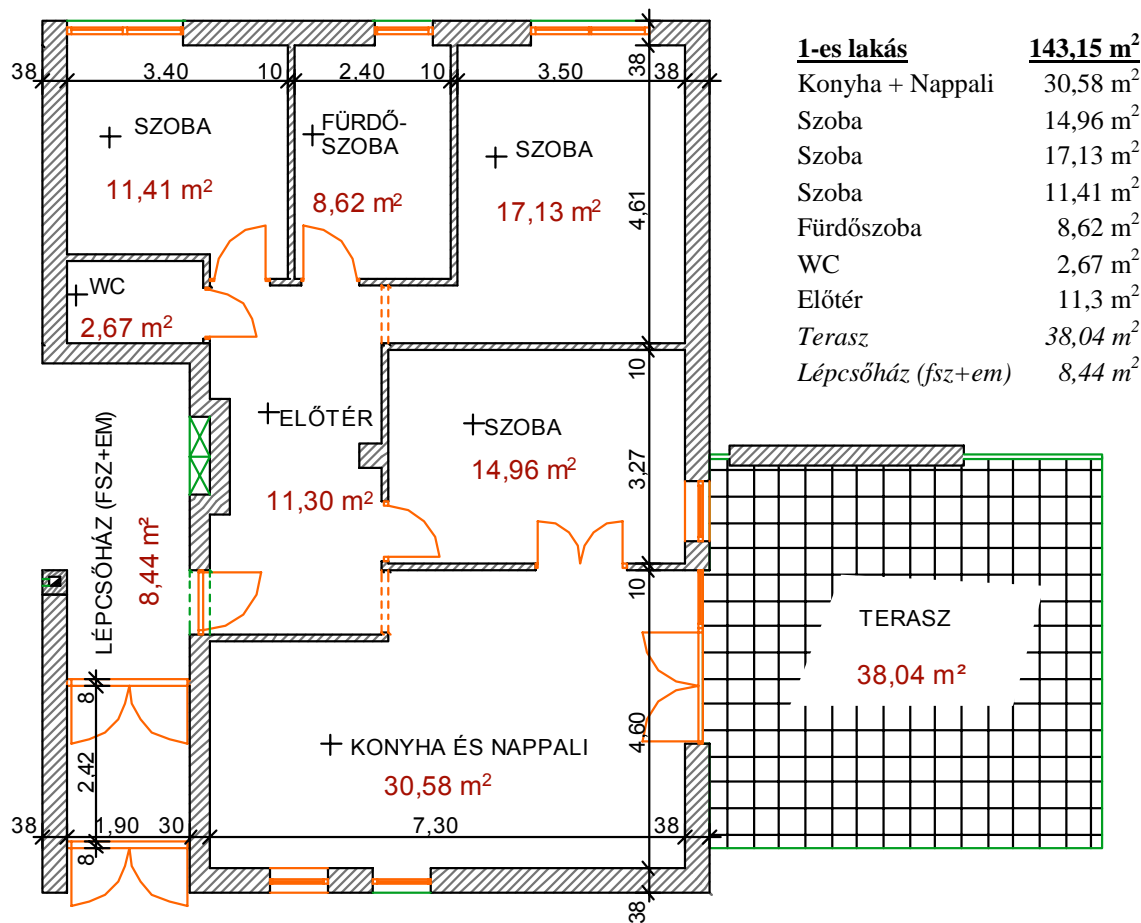 1-es lakás 143,15 m²
Konyha + Nappali 30,58 m²
Szoba 14,96 m²
Szoba 17,13 m²
Szoba 11,41 m²
Fürdőszoba 8,62 m²
WC 2,67 m²
Előtér 11,3 m²
Terasz 38,04 m²
Lépcsőház (fsz+em) 8,44 m²
38 3,40 10 2,40 10 3,50 38
38
SZOBA
11,41 m²
FÜRDŐ-
SZOBA
8,62 m²
SZOBA
17,13 m²
4,61
WC
2,67 m²
10
ELŐTÉR
11,30 m²
SZOBA
14,96 m²
3,27
LÉPCSŐHÁZ (FSZ+EM)
8,44 m²
10
TERASZ
38,04 m²
KONYHA ÉS NAPPALI
30,58 m²
4,60
8
2,42
8
38 1,90 30 7,30 38
38